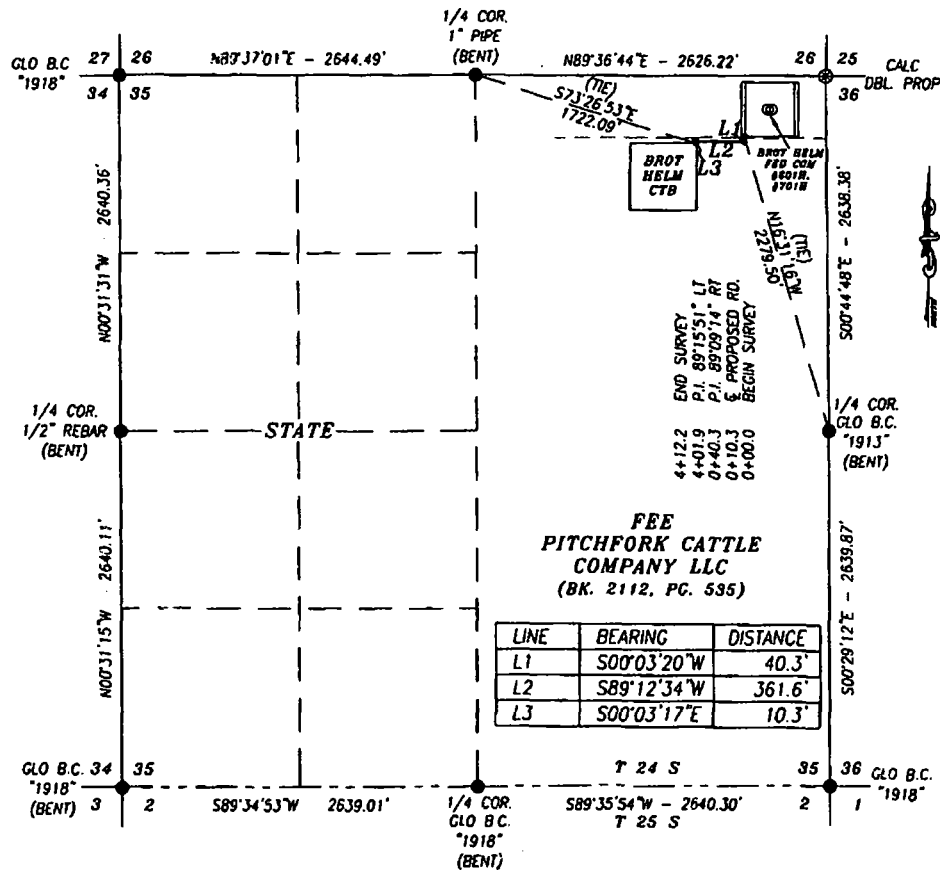 1/4 COR.
1" PIPE
(BENT)
GLO B.C
"1918"
27 26
34 35
N89°37'01"E - 2644.49'
N89°36'44"E - 2626.22'
26 25
36
CALC
DBL. PROP
(TIE)
S73°26'53"E
1722.09'
L1
L2
L3
BROT
HELM
CTB
BROT HELM
FED COM
#601H,
#701H
N00°31'31"W 2640.36'
(TIE)
N16°31'16"W
2279.50'
S00°44'48"E - 2638.38'
1/4 COR.
1/2" REBAR
(BENT)
STATE
4+12.2 END SURVEY
4+01.9 P.I. 89°15'51" LT
0+40.3 P.I. 89°09'14" RT
0+10.3 ℄ PROPOSED RD.
0+00.0 BEGIN SURVEY
1/4 COR.
GLO B.C.
"1913"
(BENT)
FEE
PITCHFORK CATTLE
COMPANY LLC
(BK. 2112, PG. 535)
N00°31'15"W 2640.11'
S00°29'12"E - 2639.87'
LINE BEARING DISTANCE
L1 S00°03'20"W 40.3'
L2 S89°12'34"W 361.6'
L3 S00°03'17"E 10.3'
GLO B.C.
"1918"
(BENT)
34 35
3 2
S89°34'53"W 2639.01'
1/4 COR.
GLO B.C.
"1918"
(BENT)
T 24 S
S89°35'54"W - 2640.30'
T 25 S
35 36
2 1
GLO B.C.
"1918"